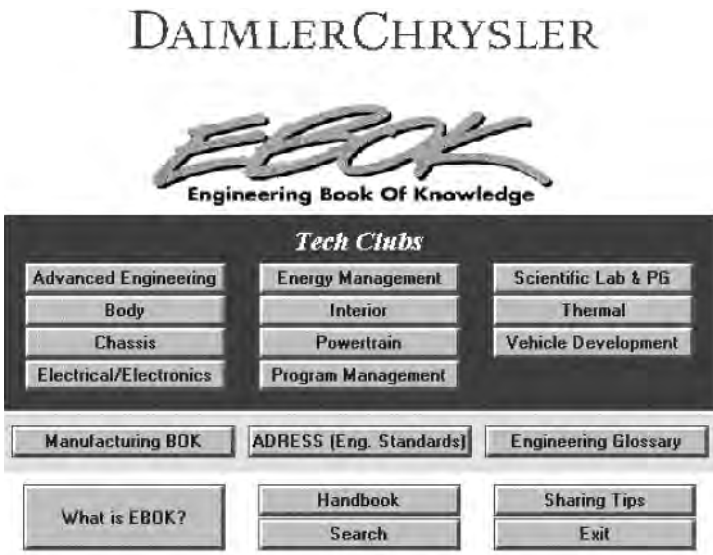 DAIMLERCHRYSLER
EBOK
Engineering Book Of Knowledge
Tech Clubs
Advanced Engineering Energy Management Scientific Lab & PG
Body Interior Thermal
Chassis Powertrain Vehicle Development
Electrical/Electronics Program Management
Manufacturing BOK ADRESS (Eng. Standards) Engineering Glossary
What is EBOK?
Handbook Sharing Tips
Search Exit